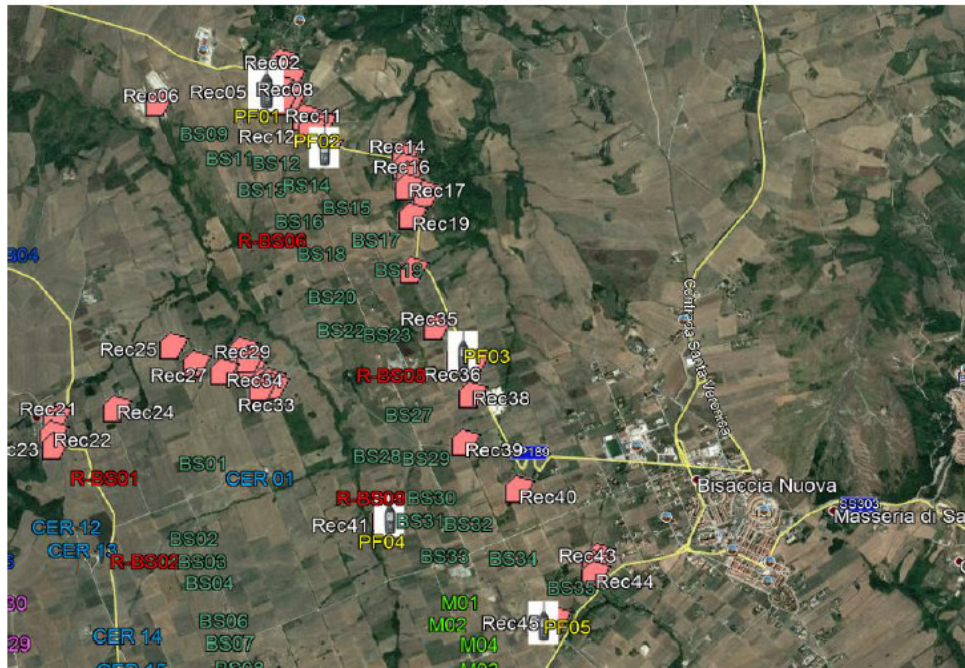 Rec02
Rec05
Rec08
Rec06
PF01
Rec11
BS09
Rec12
PF02
Rec14
BS11
BS12
Rec16
BS13
BS14
Rec17
BS15
BS16
Rec19
R-BS06
BS17
BS18
BS19
BS20
Contrada Santa Veronica
Rec35
BS22
BS23
Rec25
Rec29
PF03
Rec27
Rec34
R-BS05
Rec36
Rec33
Rec38
Rec21
Rec24
BS27
Rec22
Rec39
BS01
BS28
BS29
R-BS01
CER 01
Bisaccia Nuova
Rec40
R-BS09
BS30
SS303
Masseria di Sa
CER 12
Rec41
BS31
BS32
BS02
PF04
CER 13
R-BS02
BS03
BS33
BS34
Rec43
BS04
Rec44
BS35
M01
BS06
M02
Rec45
PF05
CER 14
BS07
M04